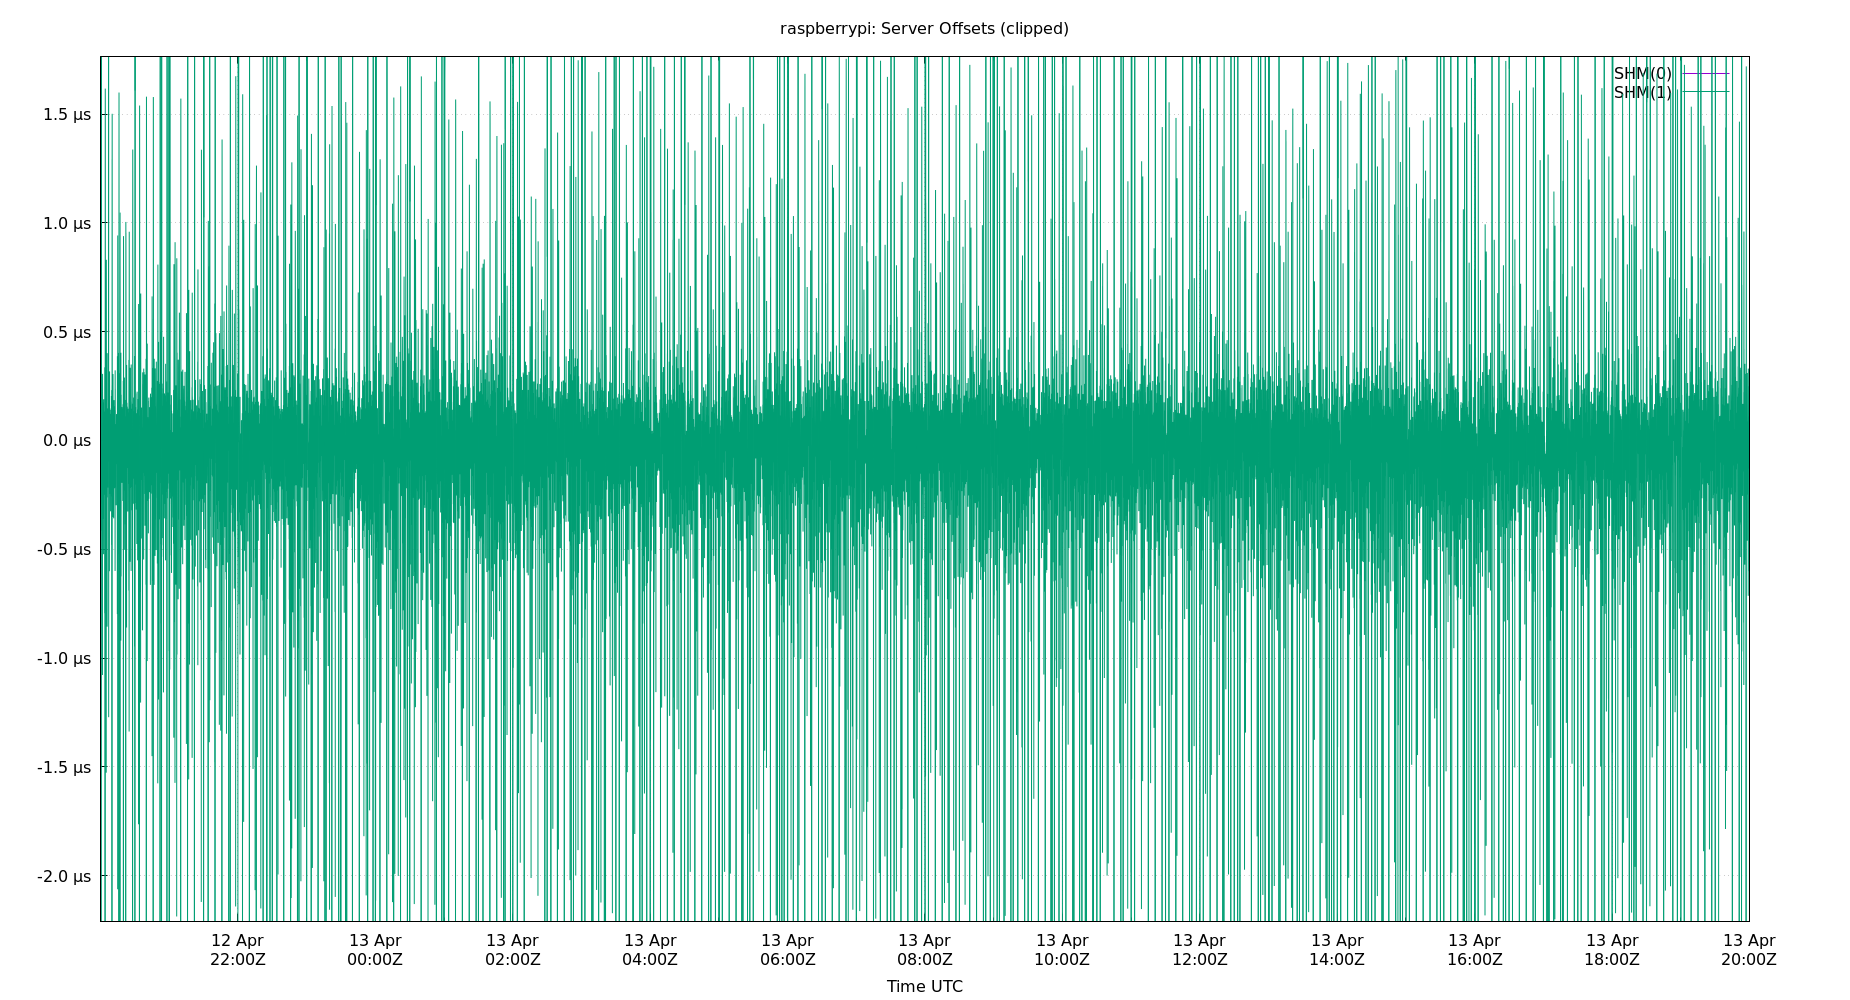 raspberrypi: Server Offsets (clipped)
SHM(0)
SHM(1)
1.5 µs
1.0 µs
0.5 µs
0.0 µs
-0.5 µs
-1.0 µs
-1.5 µs
-2.0 µs
12 Apr 13 Apr 13 Apr 13 Apr 13 Apr 13 Apr 13 Apr 13 Apr 13 Apr 13 Apr 13 Apr 13 Apr
22:00Z 00:00Z 02:00Z 04:00Z 06:00Z 08:00Z 10:00Z 12:00Z 14:00Z 16:00Z 18:00Z 20:00Z
Time UTC